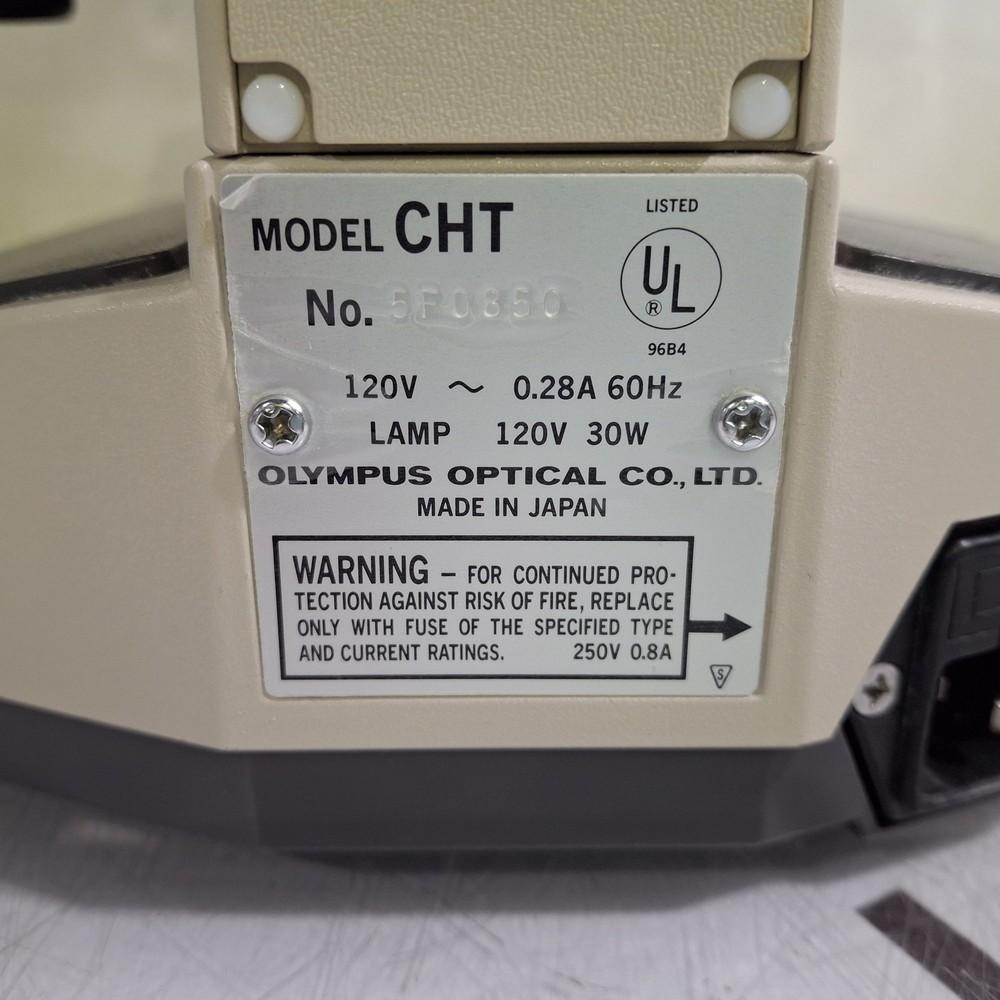 MODEL CHT
No. 5F0850
LISTED
UL
®
96B4
120V ~ 0.28A 60Hz
LAMP 120V 30W
OLYMPUS OPTICAL CO., LTD.
MADE IN JAPAN
WARNING – FOR CONTINUED PRO-
TECTION AGAINST RISK OF FIRE, REPLACE
ONLY WITH FUSE OF THE SPECIFIED TYPE
AND CURRENT RATINGS. 250V 0.8A
S